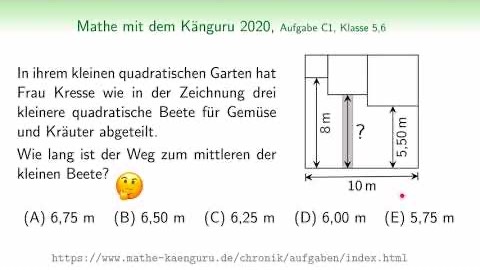 Mathe mit dem Känguru 2020, Aufgabe C1, Klasse 5,6
In ihrem kleinen quadratischen Garten hat
Frau Kresse wie in der Zeichnung drei
kleinere quadratische Beete für Gemüse
und Kräuter abgeteilt.
Wie lang ist der Weg zum mittleren der
kleinen Beete?
8 m
?
5,50 m
10 m
(A) 6,75 m (B) 6,50 m (C) 6,25 m (D) 6,00 m (E) 5,75 m
https://www.mathe-kaenguru.de/chronik/aufgaben/index.html